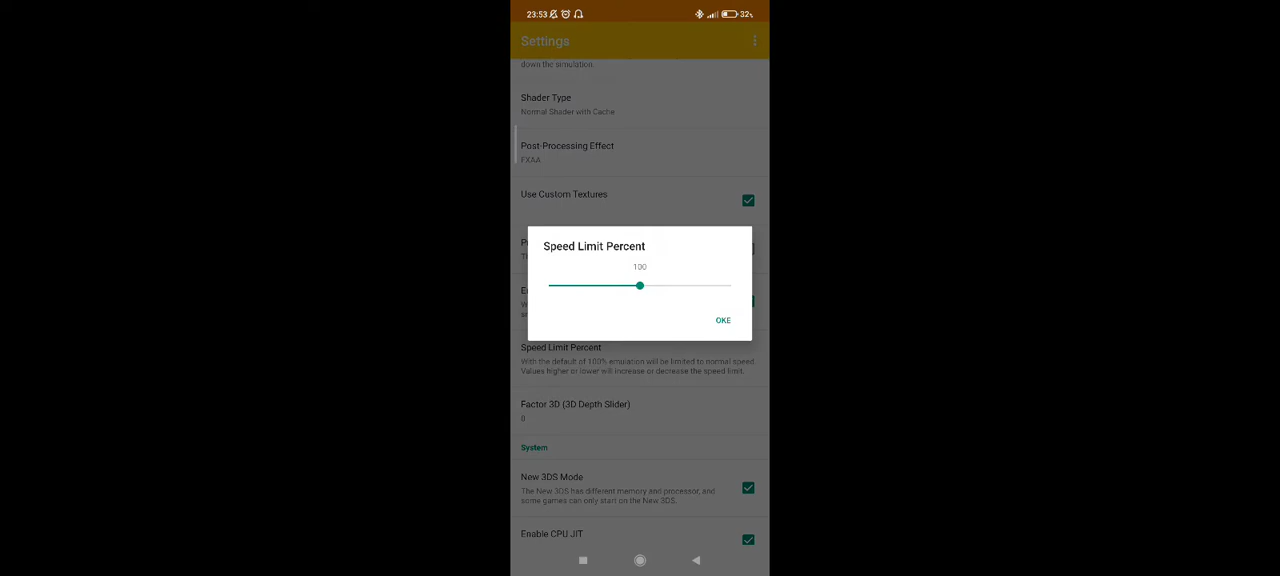 23:53
32%
Settings
down the simulation.
Shader Type
Normal Shader with Cache
Post-Processing Effect
FXAA
Use Custom Textures
Speed Limit Percent
100
OKE
Speed Limit Percent
With the default of 100% emulation will be limited to normal speed.
Values higher or lower will increase or decrease the speed limit.
Factor 3D (3D Depth Slider)
0
System
New 3DS Mode
The New 3DS has different memory and processor, and
some games can only start on the New 3DS.
Enable CPU JIT